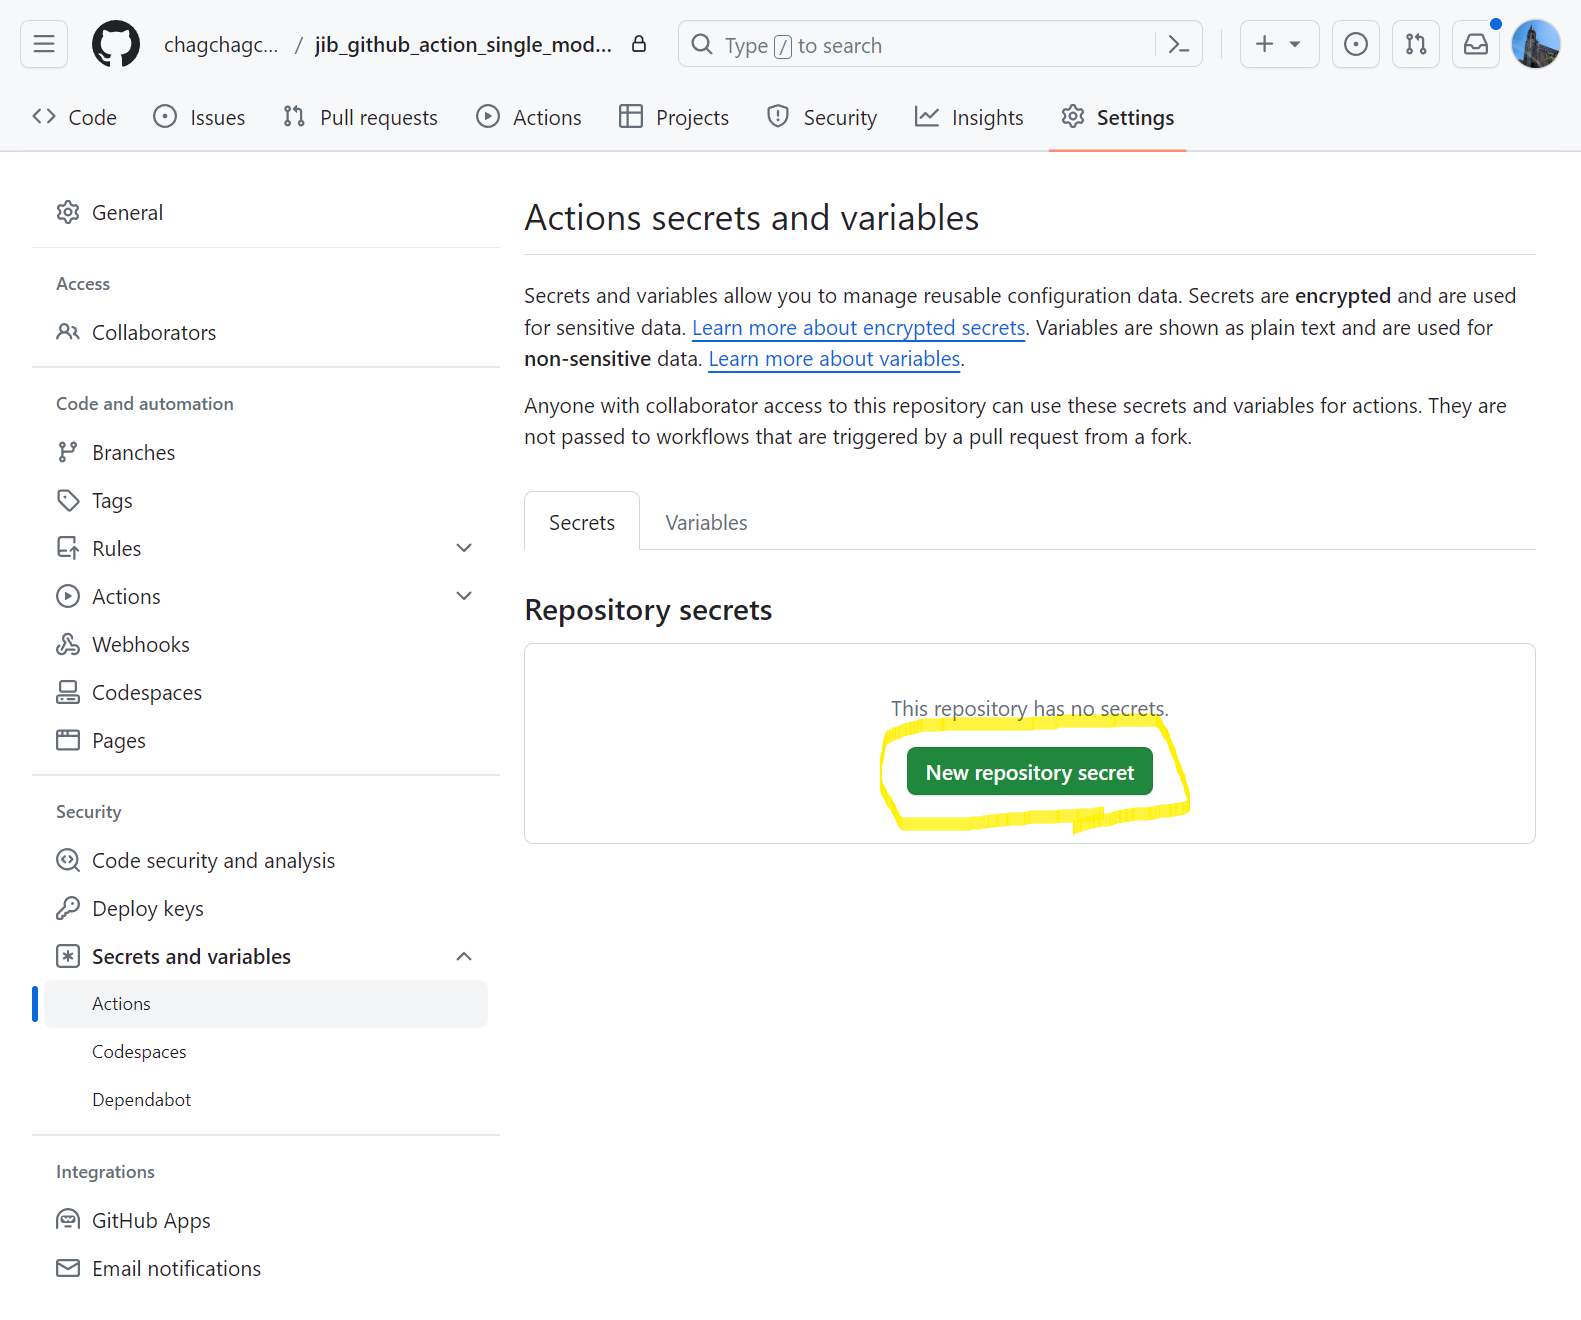 chagchagc... / jib_github_action_single_mod...
Type / to search
Code
Issues
Pull requests
Actions
Projects
Security
Insights
Settings
General
Access
Collaborators
Code and automation
Branches
Tags
Rules
Actions
Webhooks
Codespaces
Pages
Security
Code security and analysis
Deploy keys
Secrets and variables
Actions
Codespaces
Dependabot
Integrations
GitHub Apps
Email notifications
Actions secrets and variables
Secrets and variables allow you to manage reusable configuration data. Secrets are encrypted and are used
for sensitive data. Learn more about encrypted secrets. Variables are shown as plain text and are used for
non-sensitive data. Learn more about variables.
Anyone with collaborator access to this repository can use these secrets and variables for actions. They are
not passed to workflows that are triggered by a pull request from a fork.
Secrets
Variables
Repository secrets
This repository has no secrets.
New repository secret